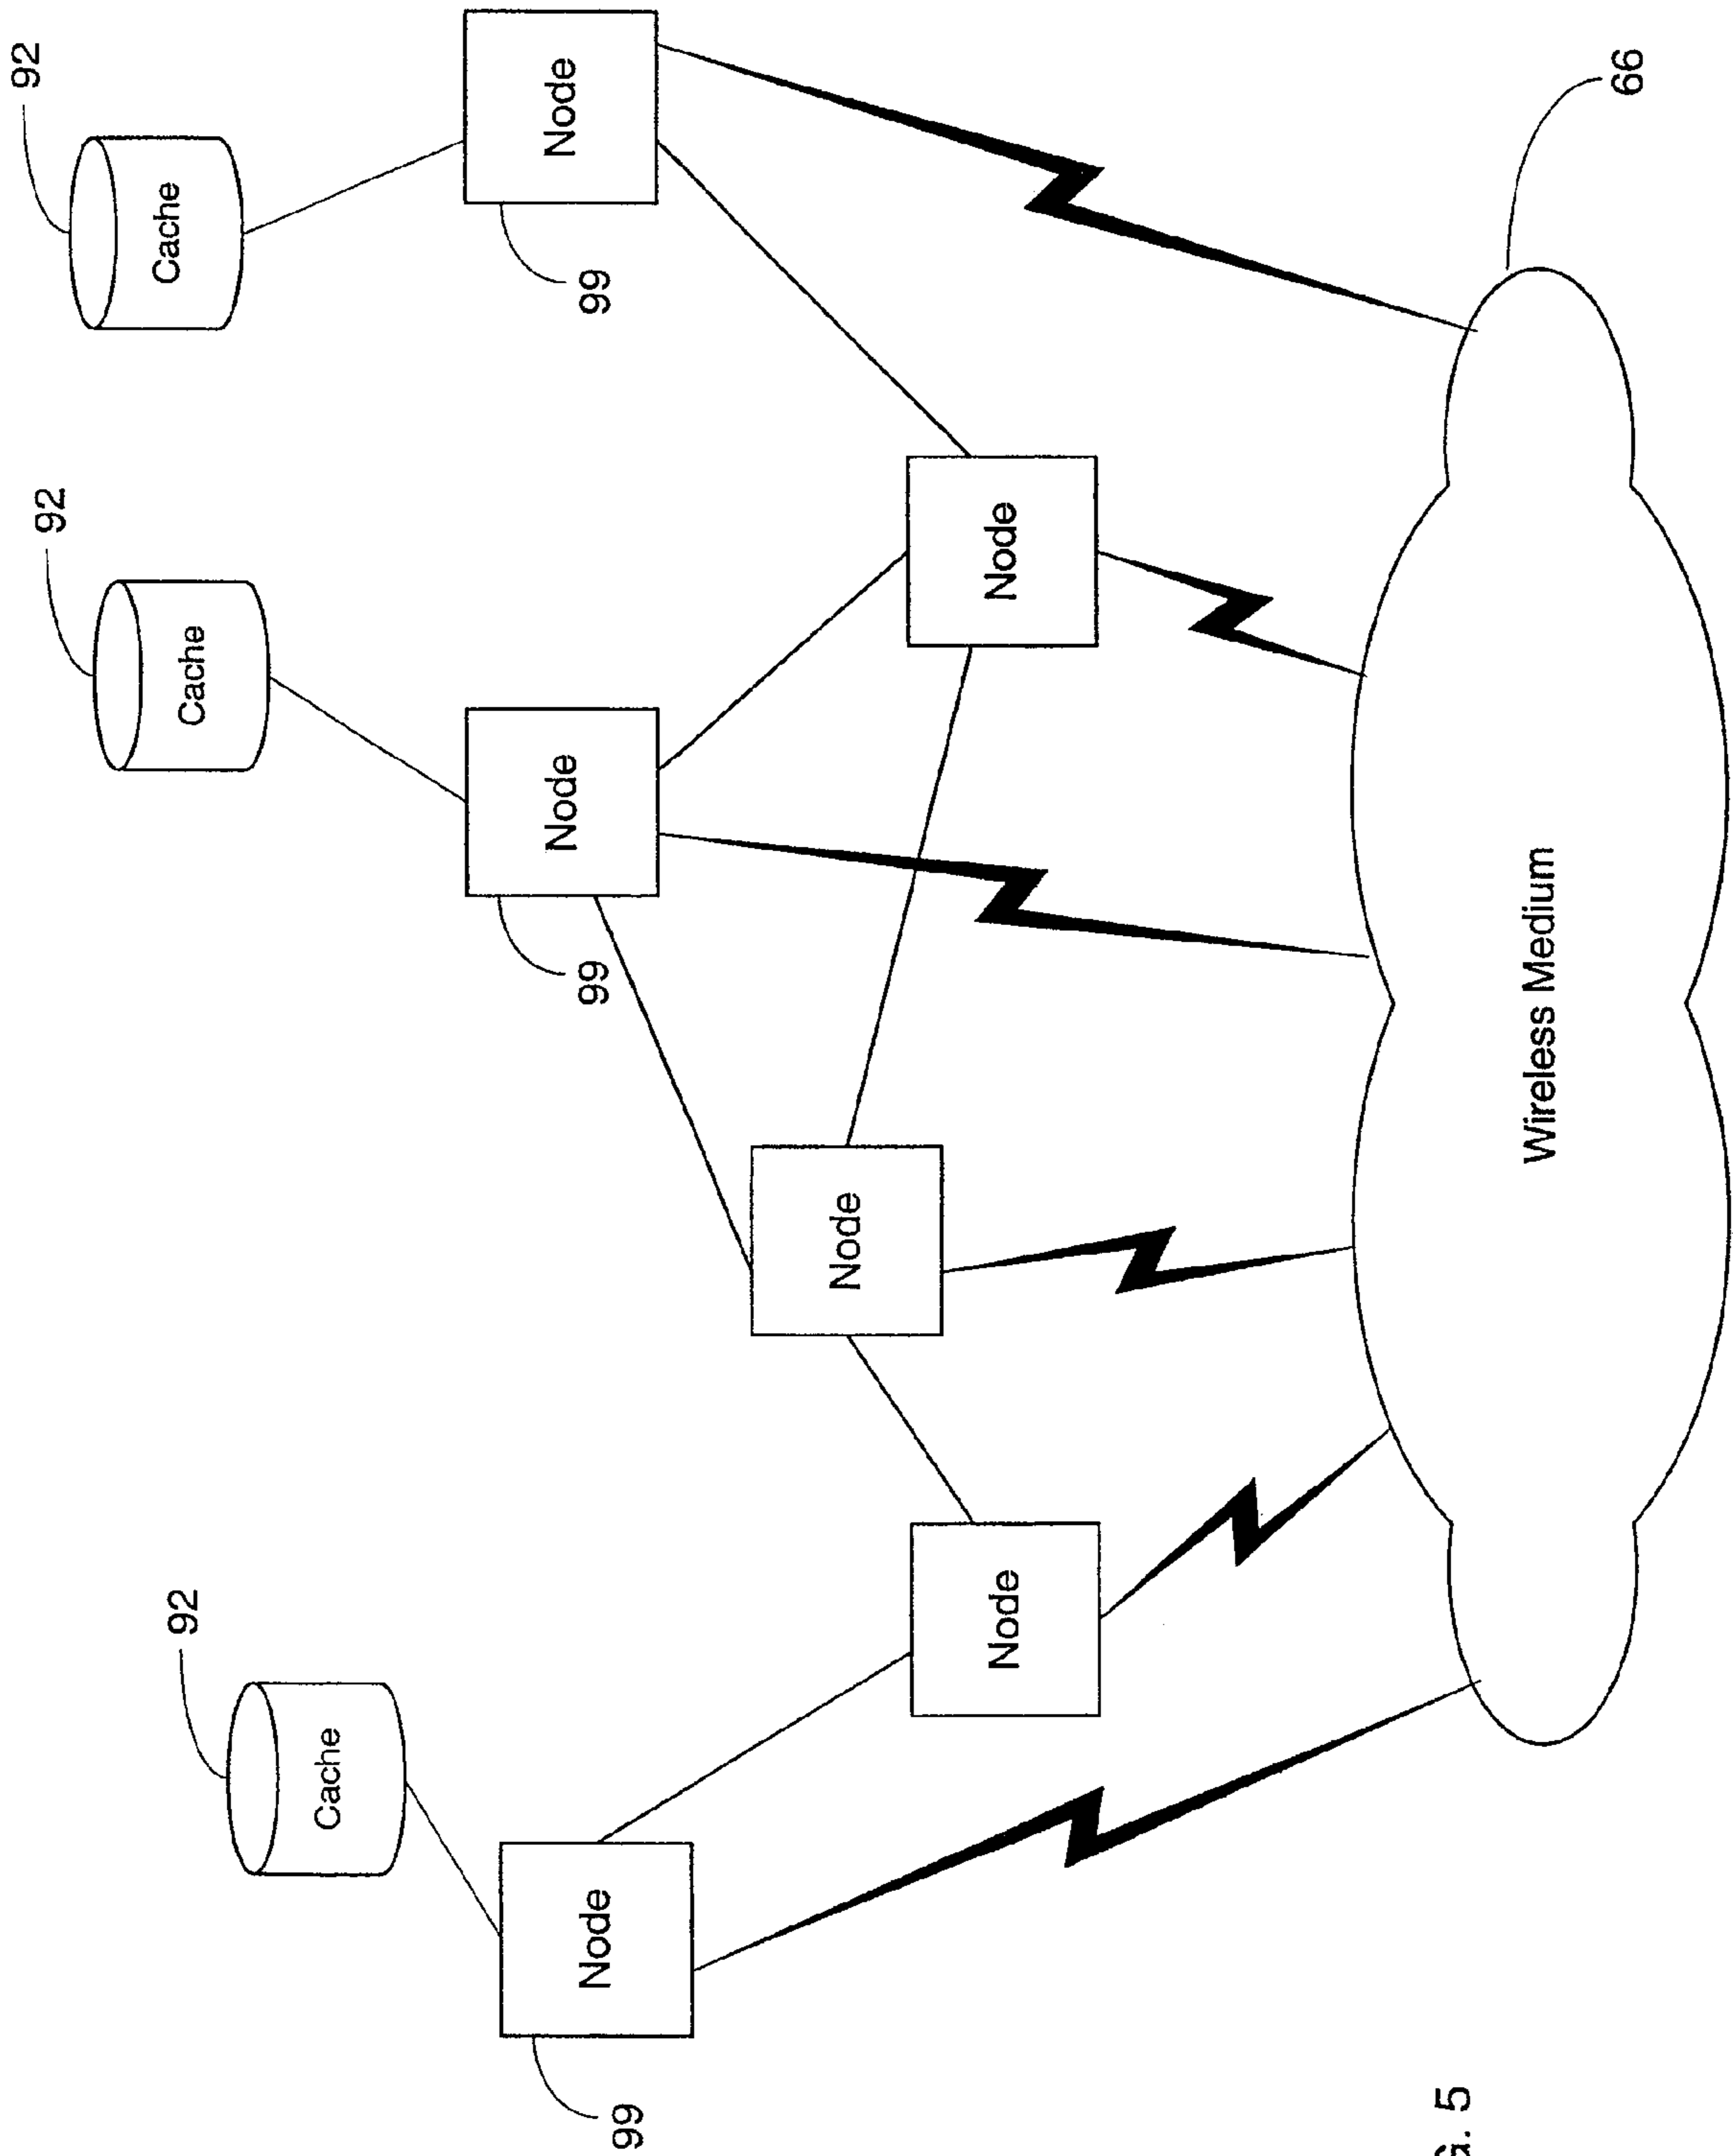 92
92
Cache
92
Cache
Cache
Node
Node
Node
99
99
99
Node
Node
Node
Wireless Medium
66
G. 5